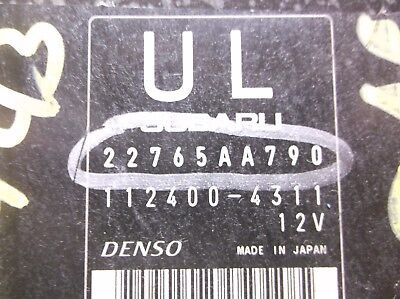 UL
SUBARU
22765AA790
112400-4311
12V
DENSO MADE IN JAPAN